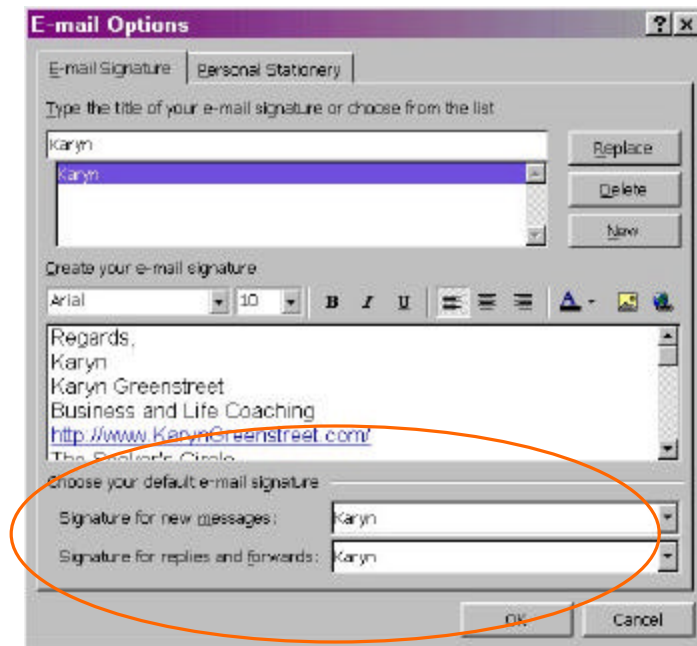 E-mail Options
E-mail Signature Personal Stationery
Type the title of your e-mail signature or choose from the list
Karyn
Replace
Karyn
Delete
New
Create your e-mail signature
Arial 10 B I U A
Regards,
Karyn
Karyn Greenstreet
Business and Life Coaching
http://www.KarynGreenstreet.com/
The Circle
Choose your default e-mail signature
Signature for new messages: Karyn
Signature for replies and forwards: Karyn
OK Cancel